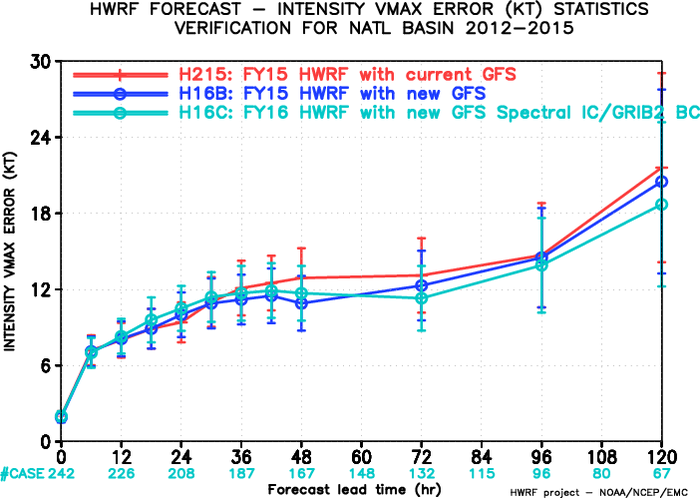 HWRF FORECAST – INTENSITY VMAX ERROR (KT) STATISTICS
VERIFICATION FOR NATL BASIN 2012–2015
H215: FY15 HWRF with current GFS
H16B: FY15 HWRF with new GFS
H16C: FY16 HWRF with new GFS Spectral IC/GRIB2 BC
INTENSITY VMAX ERROR (KT)
30
24
18
12
6
0
0 12 24 36 48 60 72 84 96 108 120
#CASE 242 226 208 187 167 148 132 115 96 80 67
Forecast lead time (hr)
HWRF project – NOAA/NCEP/EMC